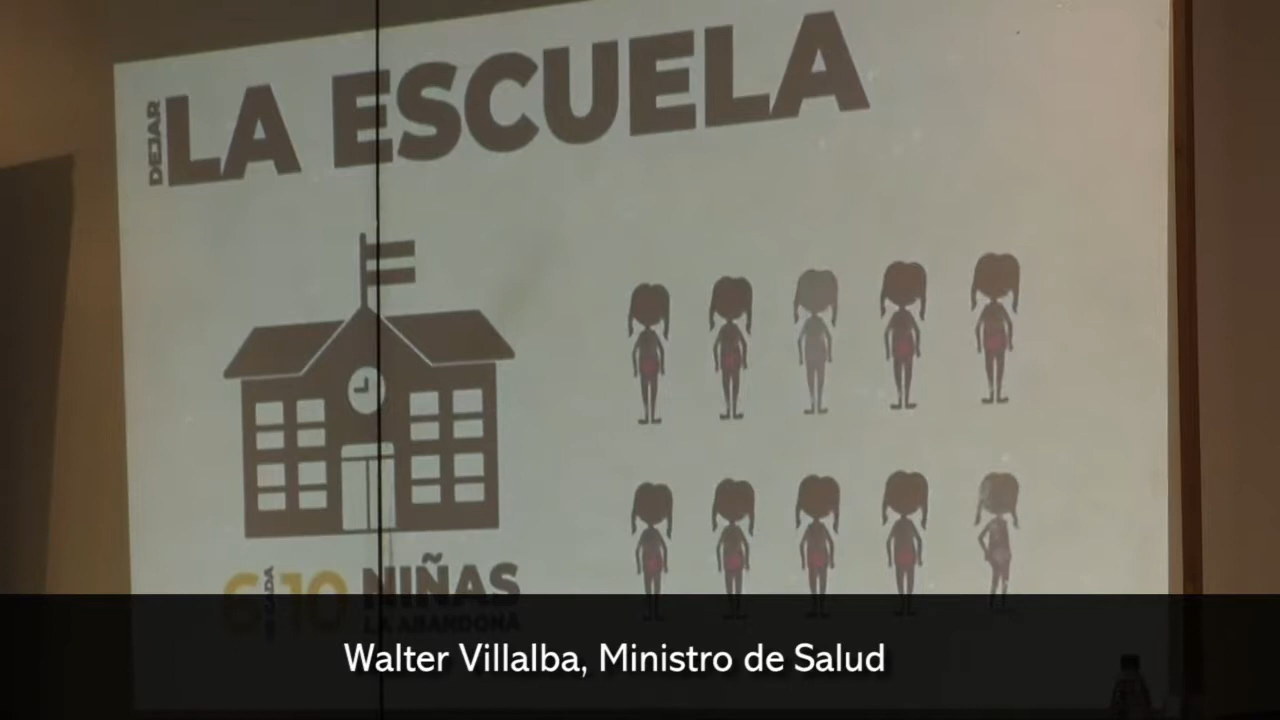 DEJAR
LA ESCUELA
6 DE CADA 10 NIÑAS
LA ABANDONA
Walter Villalba, Ministro de Salud